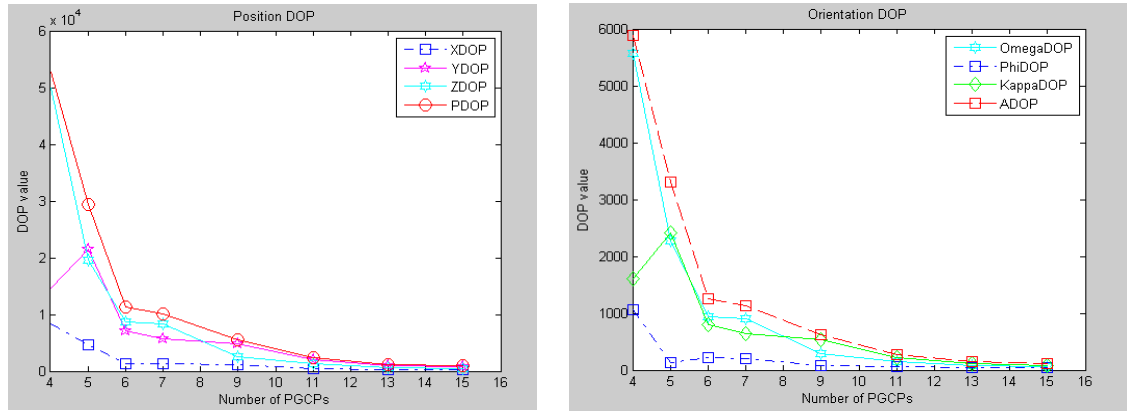 Position DOP
x 10^4
6
5
4
3
2
1
0
4 5 6 7 8 9 10 11 12 13 14 15 16
DOP value
Number of PGCPs
XDOP
YDOP
ZDOP
PDOP
Orientation DOP
6000
5000
4000
3000
2000
1000
0
4 5 6 7 8 9 10 11 12 13 14 15 16
DOP value
Number of PGCPs
OmegaDOP
PhiDOP
KappaDOP
ADOP